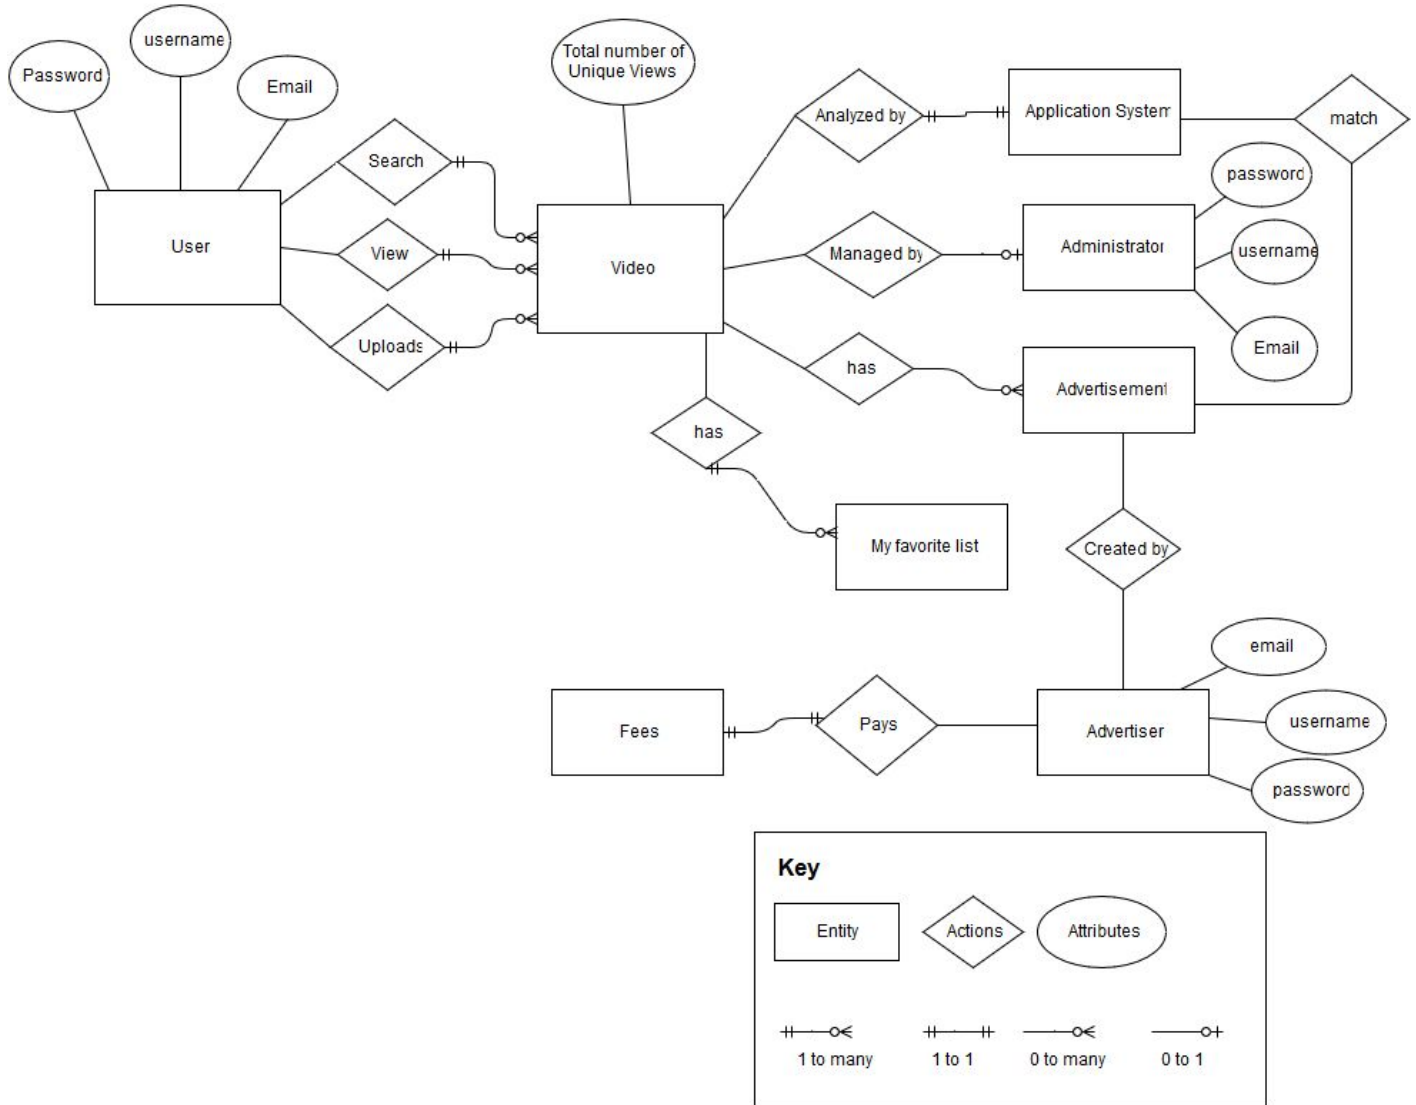 username
Password
Email
Total number of
Unique Views
Analyzed by
Application System
match
Search
password
User
View
Video
Managed by
Administrator
username
Uploads
has
Email
Advertisement
has
My favorite list
Created by
email
Fees
Pays
Advertiser
username
password
Key
Entity
Actions
Attributes
1 to many
1 to 1
0 to many
0 to 1